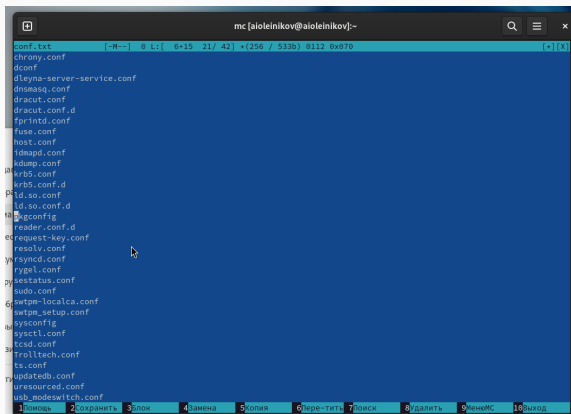 mc [aioleinikov@aioleinikov]:~
conf.txt [-M--] 0 L:[ 6+15 21/ 42] *(256 / 533b) 0112 0x070 [*][X]
chrony.conf
dconf
dleyna-server-service.conf
dnsmasq.conf
dracut.conf
dracut.conf.d
fprintd.conf
fuse.conf
host.conf
idmapd.conf
kdump.conf
krb5.conf
krb5.conf.d
ld.so.conf
ld.so.conf.d
pkgconfig
reader.conf.d
request-key.conf
resolv.conf
rsyncd.conf
rygel.conf
sestatus.conf
sudo.conf
swtpm-localca.conf
swtpm_setup.conf
sysconfig
sysctl.conf
tcsd.conf
Trolltech.conf
ts.conf
updatedb.conf
uresourced.conf
usb_modeswitch.conf
1Помощь 2Сохранить 3Блок 4Замена 5Копия 6Пере~тить 7Поиск 8Удалить 9МенюMC 10Выход